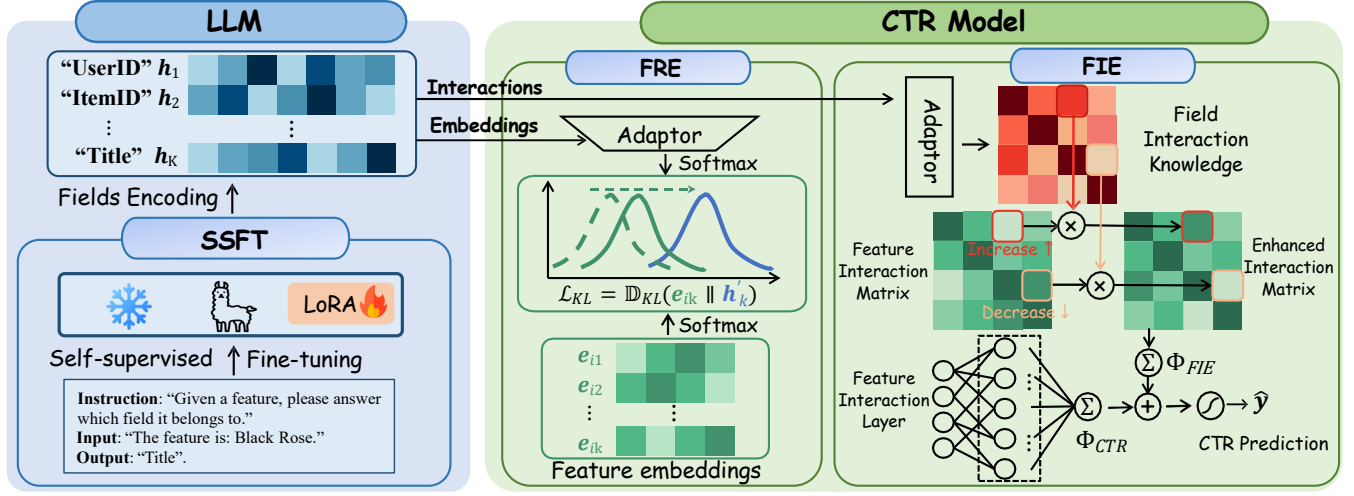 LLM
"UserID" h1
"ItemID" h2
⋮ ⋮
"Title" hK
Fields Encoding
SSFT
LoRA
Self-supervised Fine-tuning
Instruction: "Given a feature, please answer
which field it belongs to."
Input: "The feature is: Black Rose."
Output: "Title".
CTR Model
Interactions
Embeddings
FRE
Adaptor
Softmax
ℒKL = 𝔻KL(eik ∥ h′k)
Softmax
ei1
ei2
⋮ ⋮
eik
Feature embeddings
FIE
Adaptor
Field
Interaction
Knowledge
Feature
Interaction
Matrix
Increase ↑
Decrease ↓
×
×
Enhanced
Interaction
Matrix
Feature
Interaction
Layer
⋮
⋮
Σ
ΦCTR
Σ ΦFIE
+
ŷ
CTR Prediction